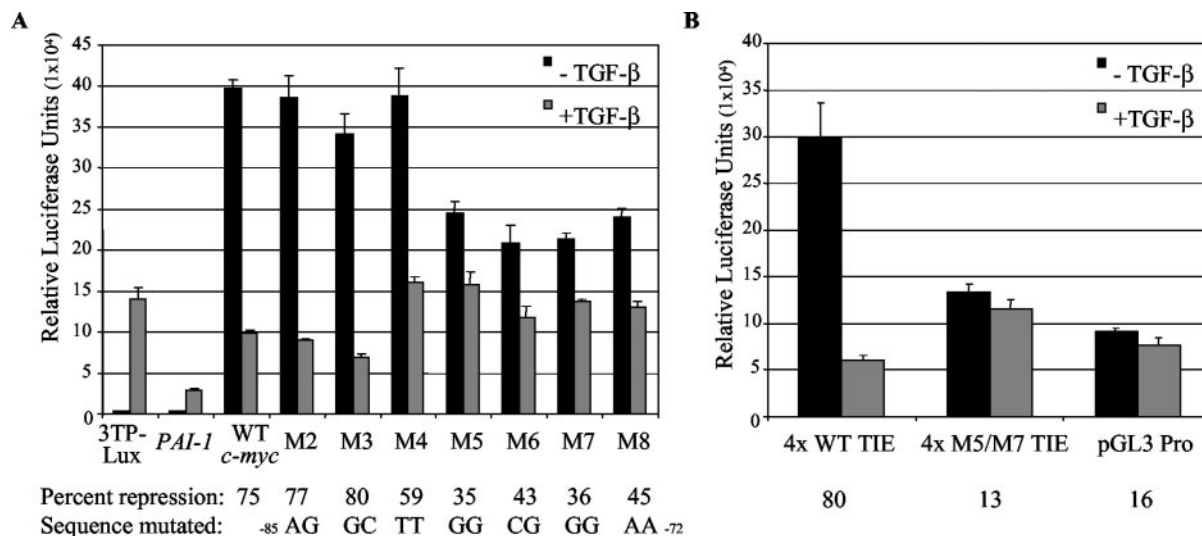 A
Relative Luciferase Units (1x10⁴)
45
40
35
30
25
20
15
10
5
0
- TGF-β
+TGF-β
3TP-Lux PAI-1 WT c-myc M2 M3 M4 M5 M6 M7 M8
Percent repression: 75 77 80 59 35 43 36 45
Sequence mutated: -85 AG GC TT GG CG GG AA -72
B
Relative Luciferase Units (1x10⁴)
40
35
30
25
20
15
10
5
0
- TGF-β
+TGF-β
4x WT TIE 4x M5/M7 TIE pGL3 Pro
80 13 16